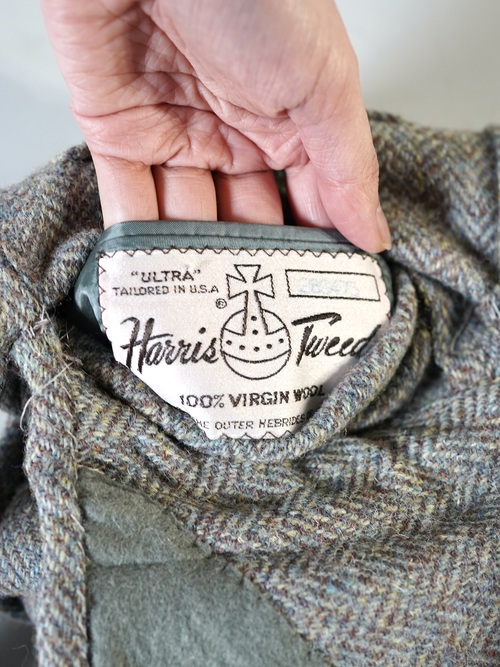 "ULTRA"
TAILORED IN U.S.A
®
Harris Tweed
100% VIRGIN WOOL
OUTER HEBRIDES